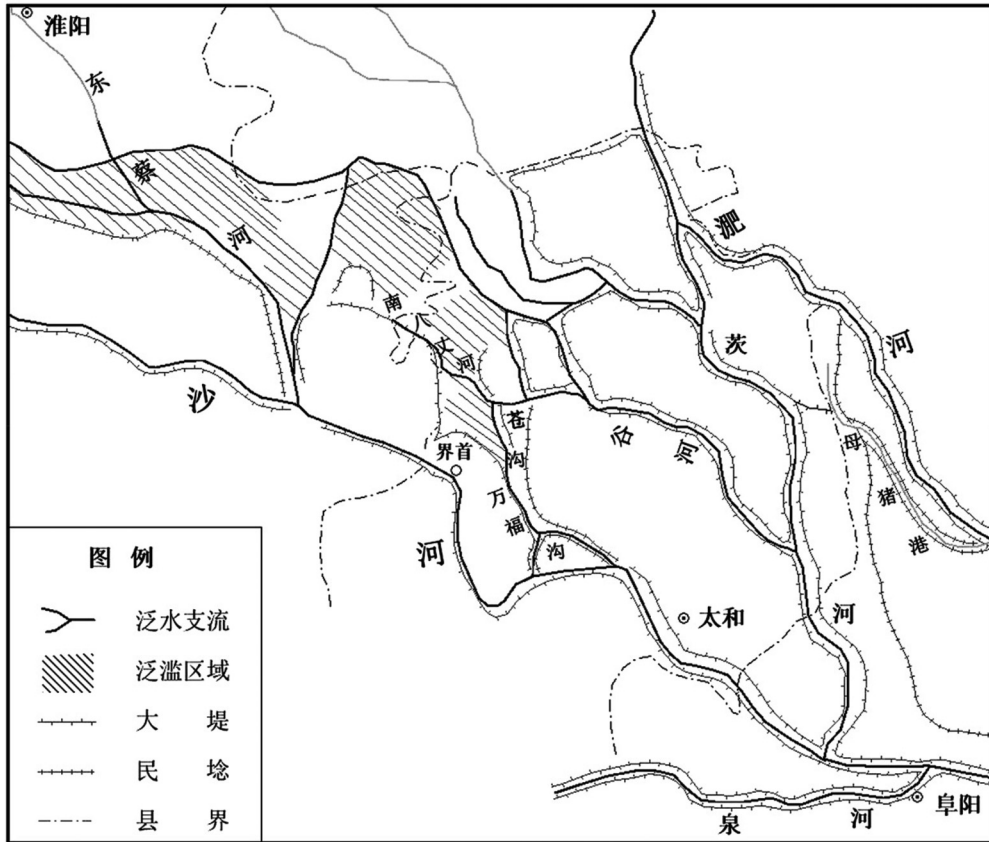 淮阳
东蔡河
沙河
南八丈河
界首
苍沟
万福沟
谷河
茨河
淝河
母猪港
太和
泉河
阜阳
图 例
泛水支流
泛滥区域
大 堤
民 埝
县 界